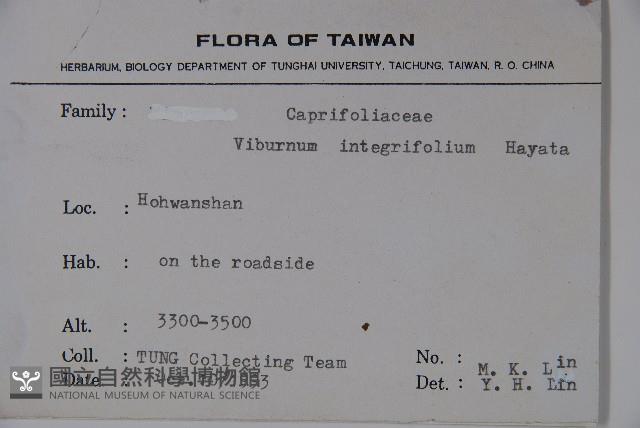 FLORA OF TAIWAN
HERBARIUM, BIOLOGY DEPARTMENT OF TUNGHAI UNIVERSITY, TAICHUNG, TAIWAN, R. O. CHINA
Family : Caprifoliaceae
Viburnum integrifolium Hayata
Loc. : Hohwanshan
Hab. : on the roadside
Alt. : 3300-3500
Coll. : TUNG Collecting Team No. : M. K. Lin
Date Det. : Y. H. Lin
國立自然科學博物館
NATIONAL MUSEUM OF NATURAL SCIENCE